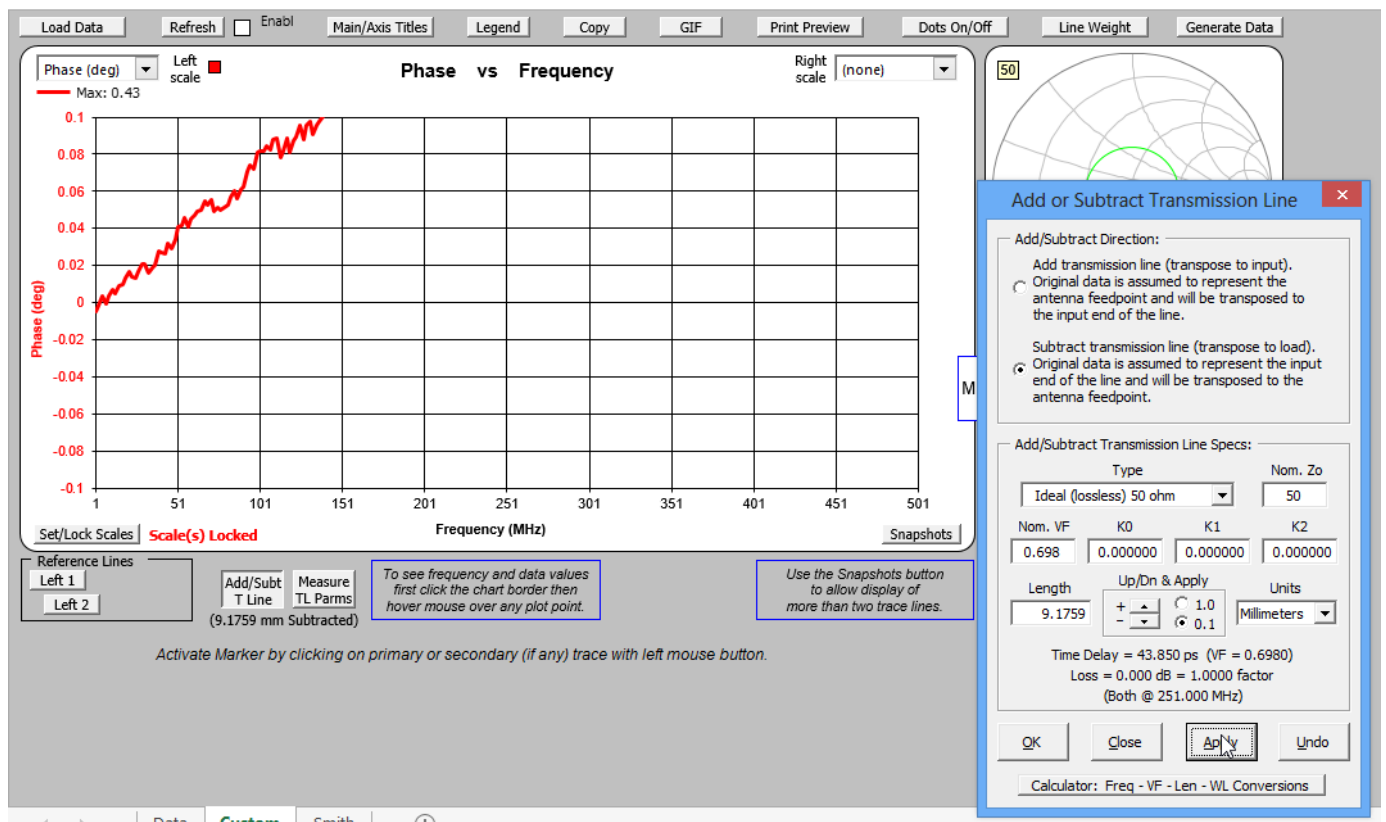 Load Data
Refresh
Enabl
Main/Axis Titles
Legend
Copy
GIF
Print Preview
Dots On/Off
Line Weight
Generate Data
Phase (deg)
Left
scale
Phase vs Frequency
Right
scale
(none)
Max: 0.43
50
0.1
0.08
0.06
0.04
0.02
0
-0.02
-0.04
-0.06
-0.08
-0.1
Phase (deg)
1 51 101 151 201 251 301 351 401 451 501
Frequency (MHz)
Set/Lock Scales
Scale(s) Locked
Snapshots
M
Reference Lines
Left 1
Left 2
Add/Subt
T Line
Measure
TL Parms
(9.1759 mm Subtracted)
To see frequency and data values
first click the chart border then
hover mouse over any plot point.
Use the Snapshots button
to allow display of
more than two trace lines.
Activate Marker by clicking on primary or secondary (if any) trace with left mouse button.
Data
Custom
Smith
Add or Subtract Transmission Line
Add/Subtract Direction:
Add transmission line (transpose to input).
Original data is assumed to represent the
antenna feedpoint and will be transposed to
the input end of the line.
Subtract transmission line (transpose to load).
Original data is assumed to represent the input
end of the line and will be transposed to the
antenna feedpoint.
Add/Subtract Transmission Line Specs:
Type
Nom. Zo
Ideal (lossless) 50 ohm
50
Nom. VF
K0
K1
K2
0.698
0.000000
0.000000
0.000000
Length
Up/Dn & Apply
Units
9.1759
+
-
1.0
0.1
Millimeters
Time Delay = 43.850 ps (VF = 0.6980)
Loss = 0.000 dB = 1.0000 factor
(Both @ 251.000 MHz)
OK
Close
Apply
Undo
Calculator: Freq - VF - Len - WL Conversions